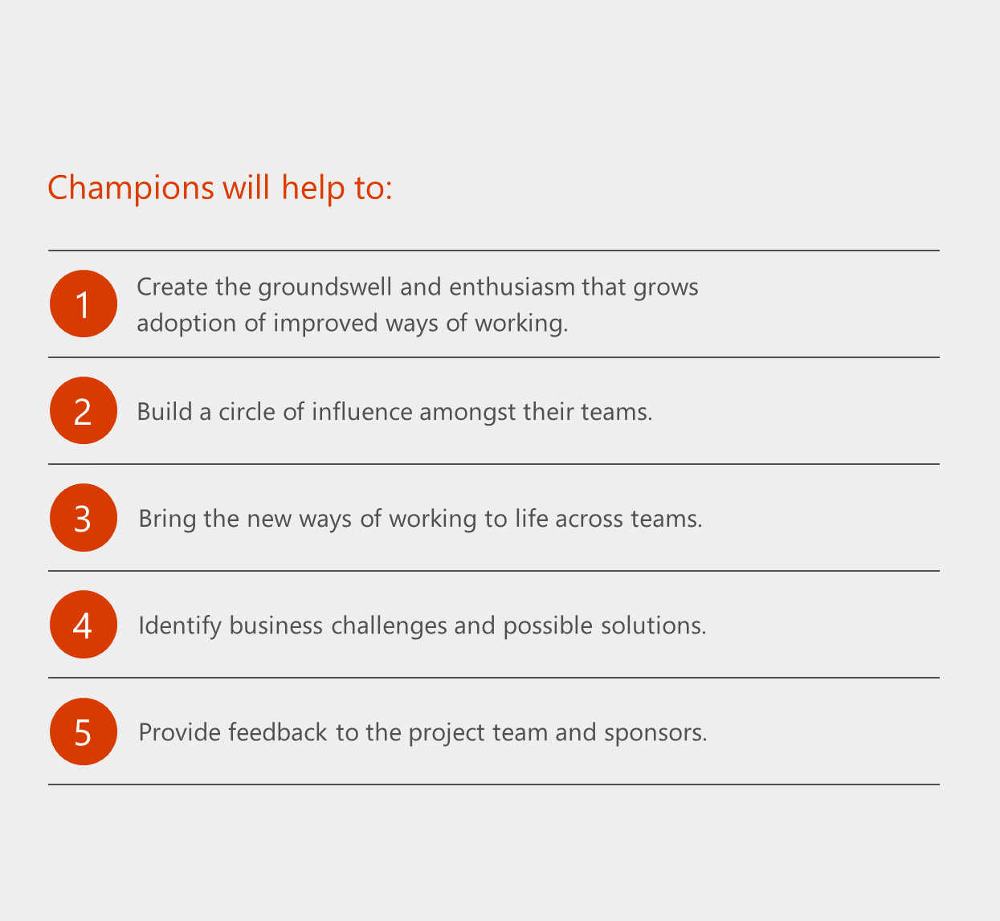 Champions will help to:
1
Create the groundswell and enthusiasm that grows
adoption of improved ways of working.
2
Build a circle of influence amongst their teams.
3
Bring the new ways of working to life across teams.
4
Identify business challenges and possible solutions.
5
Provide feedback to the project team and sponsors.